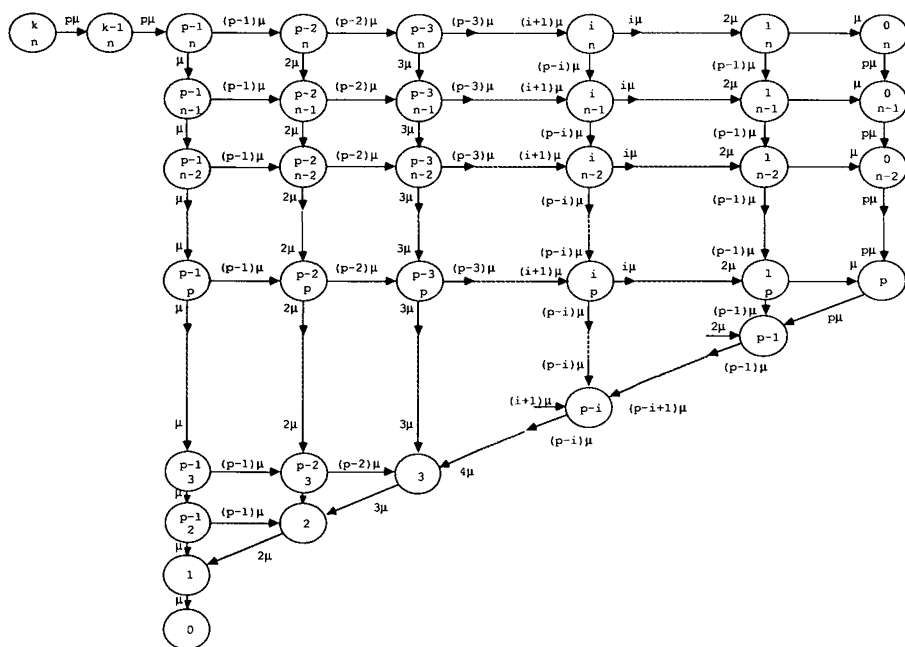 pμ pμ (p-1)μ (p-2)μ (p-3)μ (i+1)μ iμ 2μ μ
k k-1 p-1 p-2 p-3 i 1 0
n n n n n n n n
μ 2μ 3μ (p-i)μ (p-1)μ pμ
(p-1)μ (p-2)μ (p-3)μ (i+1)μ iμ 2μ μ
p-1 p-2 p-3 i 1 0
n-1 n-1 n-1 n-1 n-1 n-1
μ 2μ 3μ (p-i)μ (p-1)μ pμ
(p-1)μ (p-2)μ (p-3)μ (i+1)μ iμ 2μ μ
p-1 p-2 p-3 i 1 0
n-2 n-2 n-2 n-2 n-2 n-2
μ 2μ 3μ (p-i)μ (p-1)μ pμ
μ 2μ 3μ (p-i)μ (p-1)μ pμ
(p-1)μ (p-2)μ (p-3)μ (i+1)μ iμ 2μ μ
p-1 p-2 p-3 i 1 p
p p p p p
μ 2μ 3μ (p-i)μ (p-1)μ pμ
2μ p-1
(p-i)μ (p-1)μ
(i+1)μ p-i (p-i+1)μ
μ 2μ 3μ (p-i)μ
(p-1)μ (p-2)μ 4μ
p-1 p-2 3
3 3
μ (p-1)μ 3μ
p-1 2
2
μ 2μ
1
μ
0